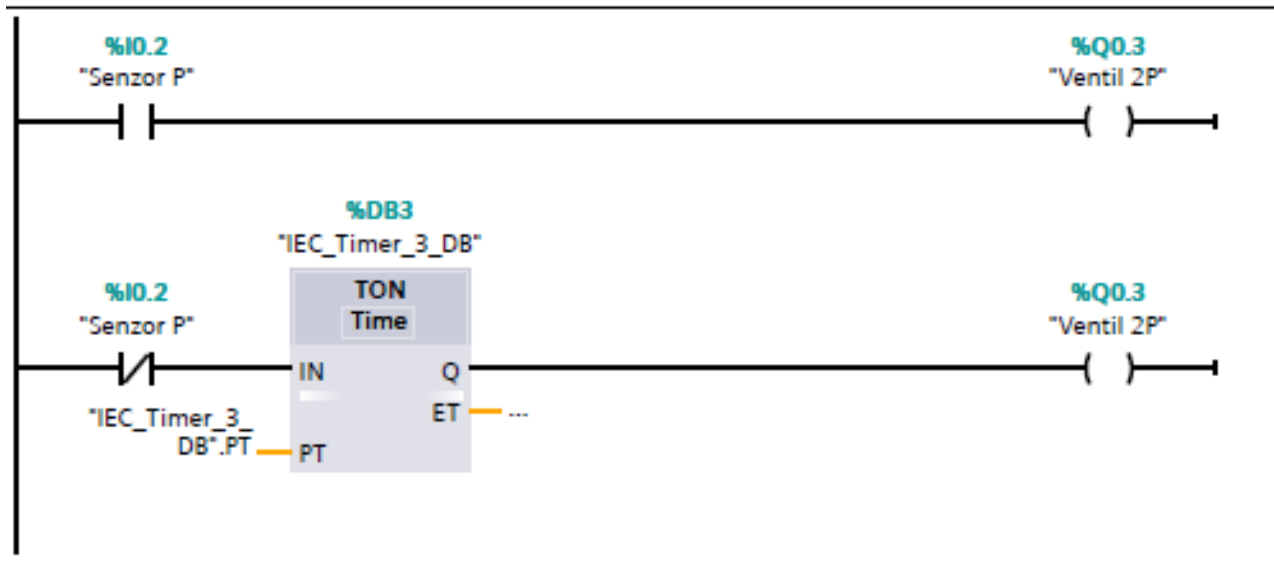 %I0.2
"Senzor P"
%Q0.3
"Ventil 2P"
%DB3
"IEC_Timer_3_DB"
TON
Time
%I0.2
"Senzor P"
%Q0.3
"Ventil 2P"
IN
Q
ET
...
"IEC_Timer_3_
DB".PT
PT